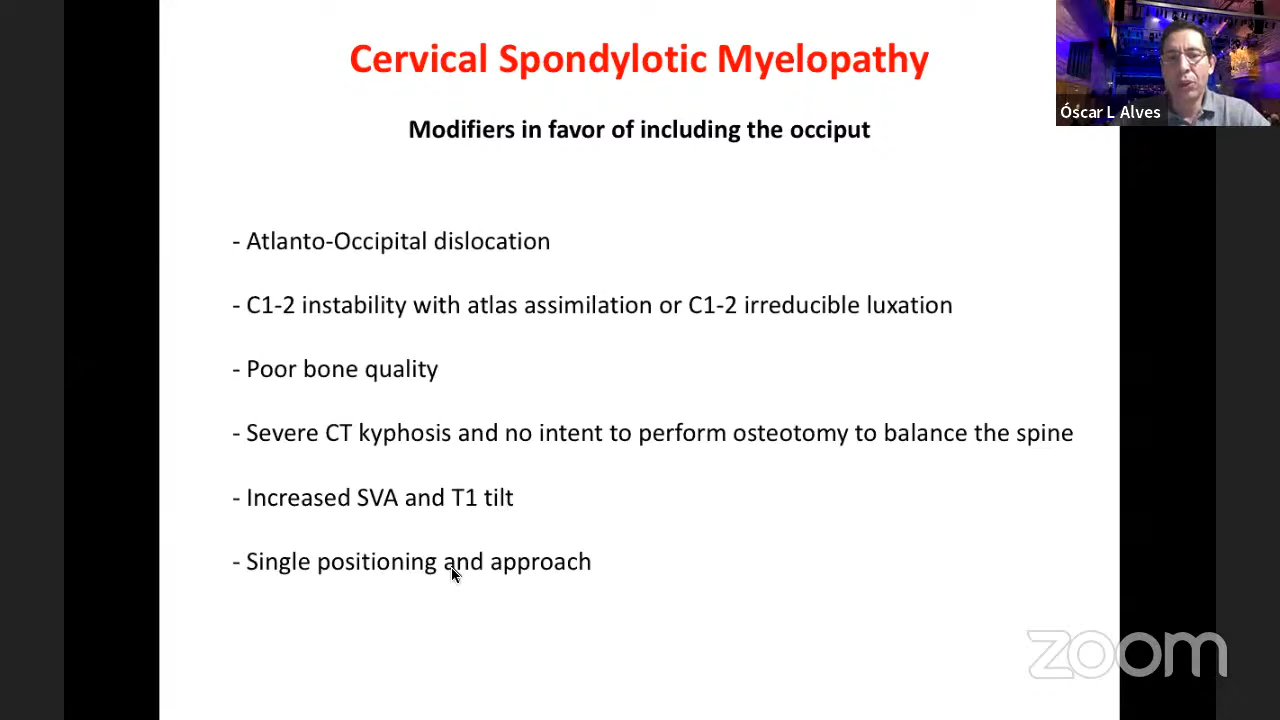 Cervical Spondylotic Myelopathy
Óscar L Alves
Modifiers in favor of including the occiput
- Atlanto-Occipital dislocation
- C1-2 instability with atlas assimilation or C1-2 irreducible luxation
- Poor bone quality
- Severe CT kyphosis and no intent to perform osteotomy to balance the spine
- Increased SVA and T1 tilt
- Single positioning and approach
zoom